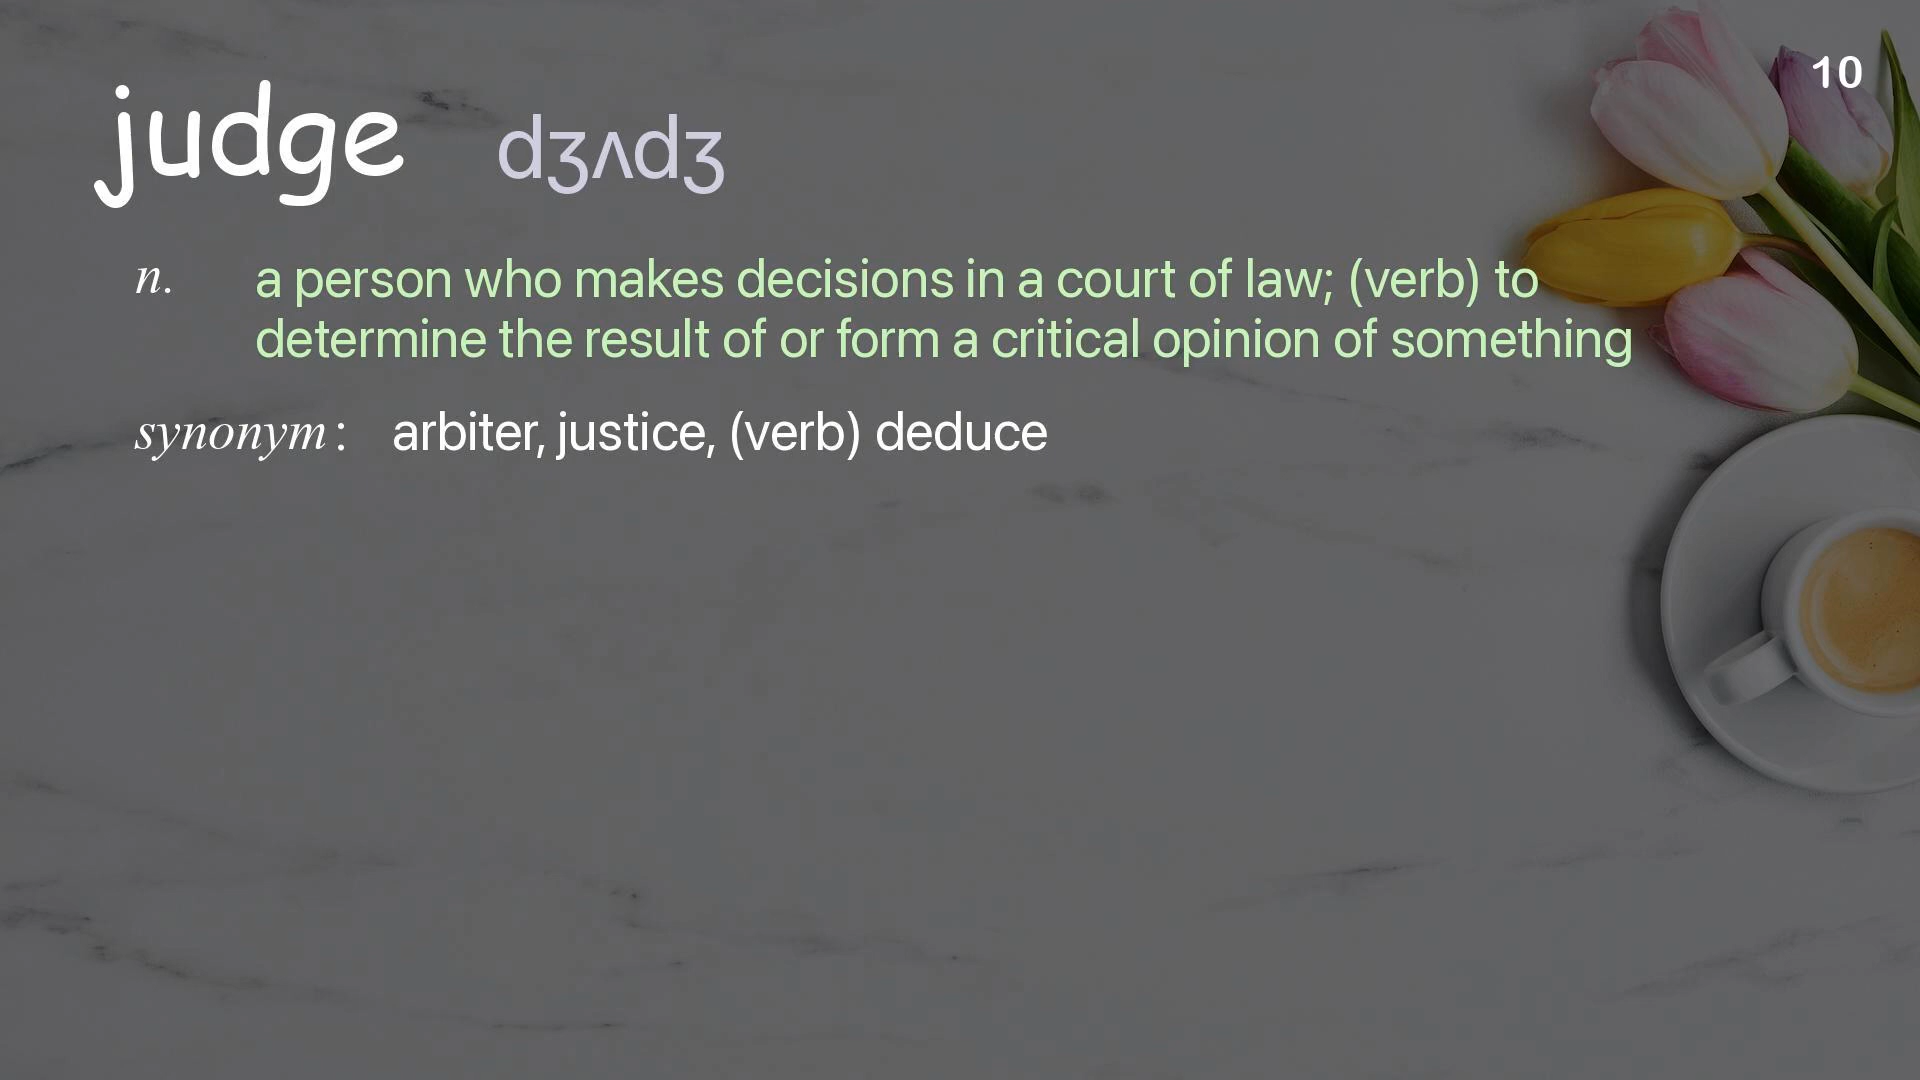 10
judge dʒʌdʒ
n. a person who makes decisions in a court of law; (verb) to
determine the result of or form a critical opinion of something
synonym: arbiter, justice, (verb) deduce